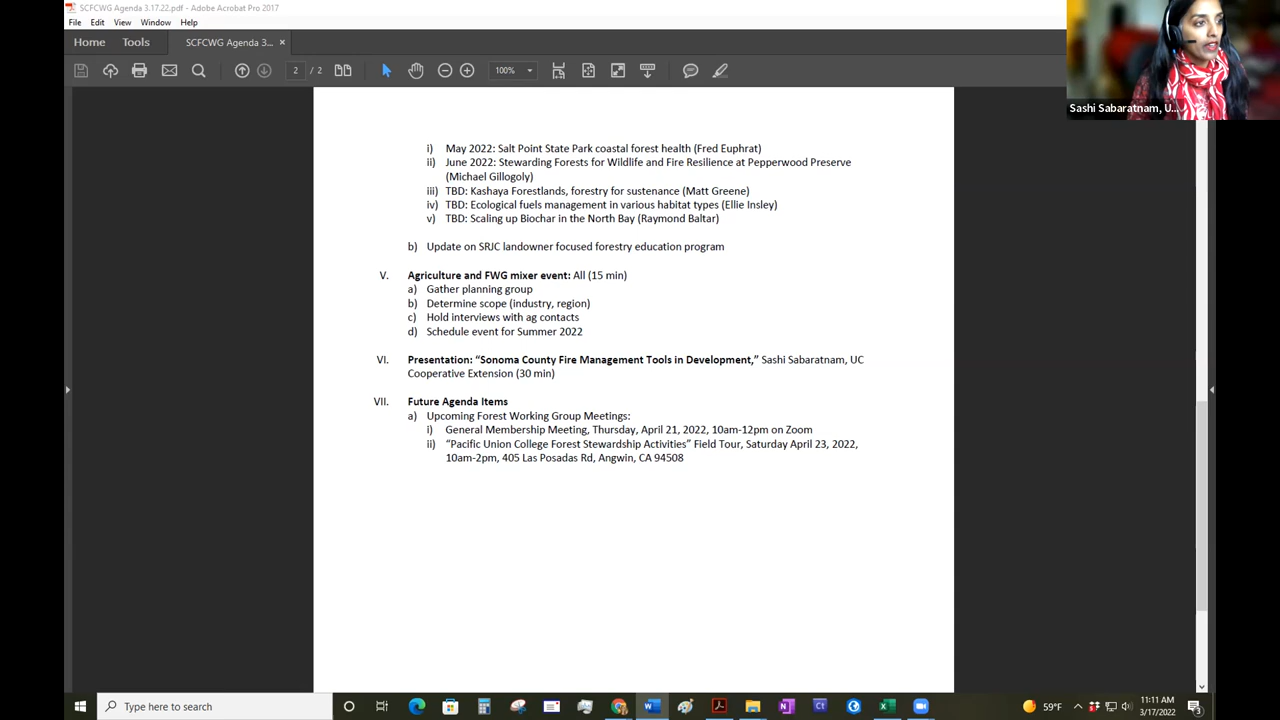 SCFCWG Agenda 3.17.22.pdf - Adobe Acrobat Pro 2017
File Edit View Window Help
Home Tools SCFCWG Agenda 3... ×
2 / 2 100%
Sashi Sabaratnam, U...
i) May 2022: Salt Point State Park coastal forest health (Fred Euphrat)
ii) June 2022: Stewarding Forests for Wildlife and Fire Resilience at Pepperwood Preserve
(Michael Gillogoly)
iii) TBD: Kashaya Forestlands, forestry for sustenance (Matt Greene)
iv) TBD: Ecological fuels management in various habitat types (Ellie Insley)
v) TBD: Scaling up Biochar in the North Bay (Raymond Baltar)
b) Update on SRJC landowner focused forestry education program
V. Agriculture and FWG mixer event: All (15 min)
a) Gather planning group
b) Determine scope (industry, region)
c) Hold interviews with ag contacts
d) Schedule event for Summer 2022
VI. Presentation: “Sonoma County Fire Management Tools in Development,” Sashi Sabaratnam, UC
Cooperative Extension (30 min)
VII. Future Agenda Items
a) Upcoming Forest Working Group Meetings:
i) General Membership Meeting, Thursday, April 21, 2022, 10am-12pm on Zoom
ii) “Pacific Union College Forest Stewardship Activities” Field Tour, Saturday April 23, 2022,
10am-2pm, 405 Las Posadas Rd, Angwin, CA 94508
Type here to search
59°F
11:11 AM
3/17/2022
3